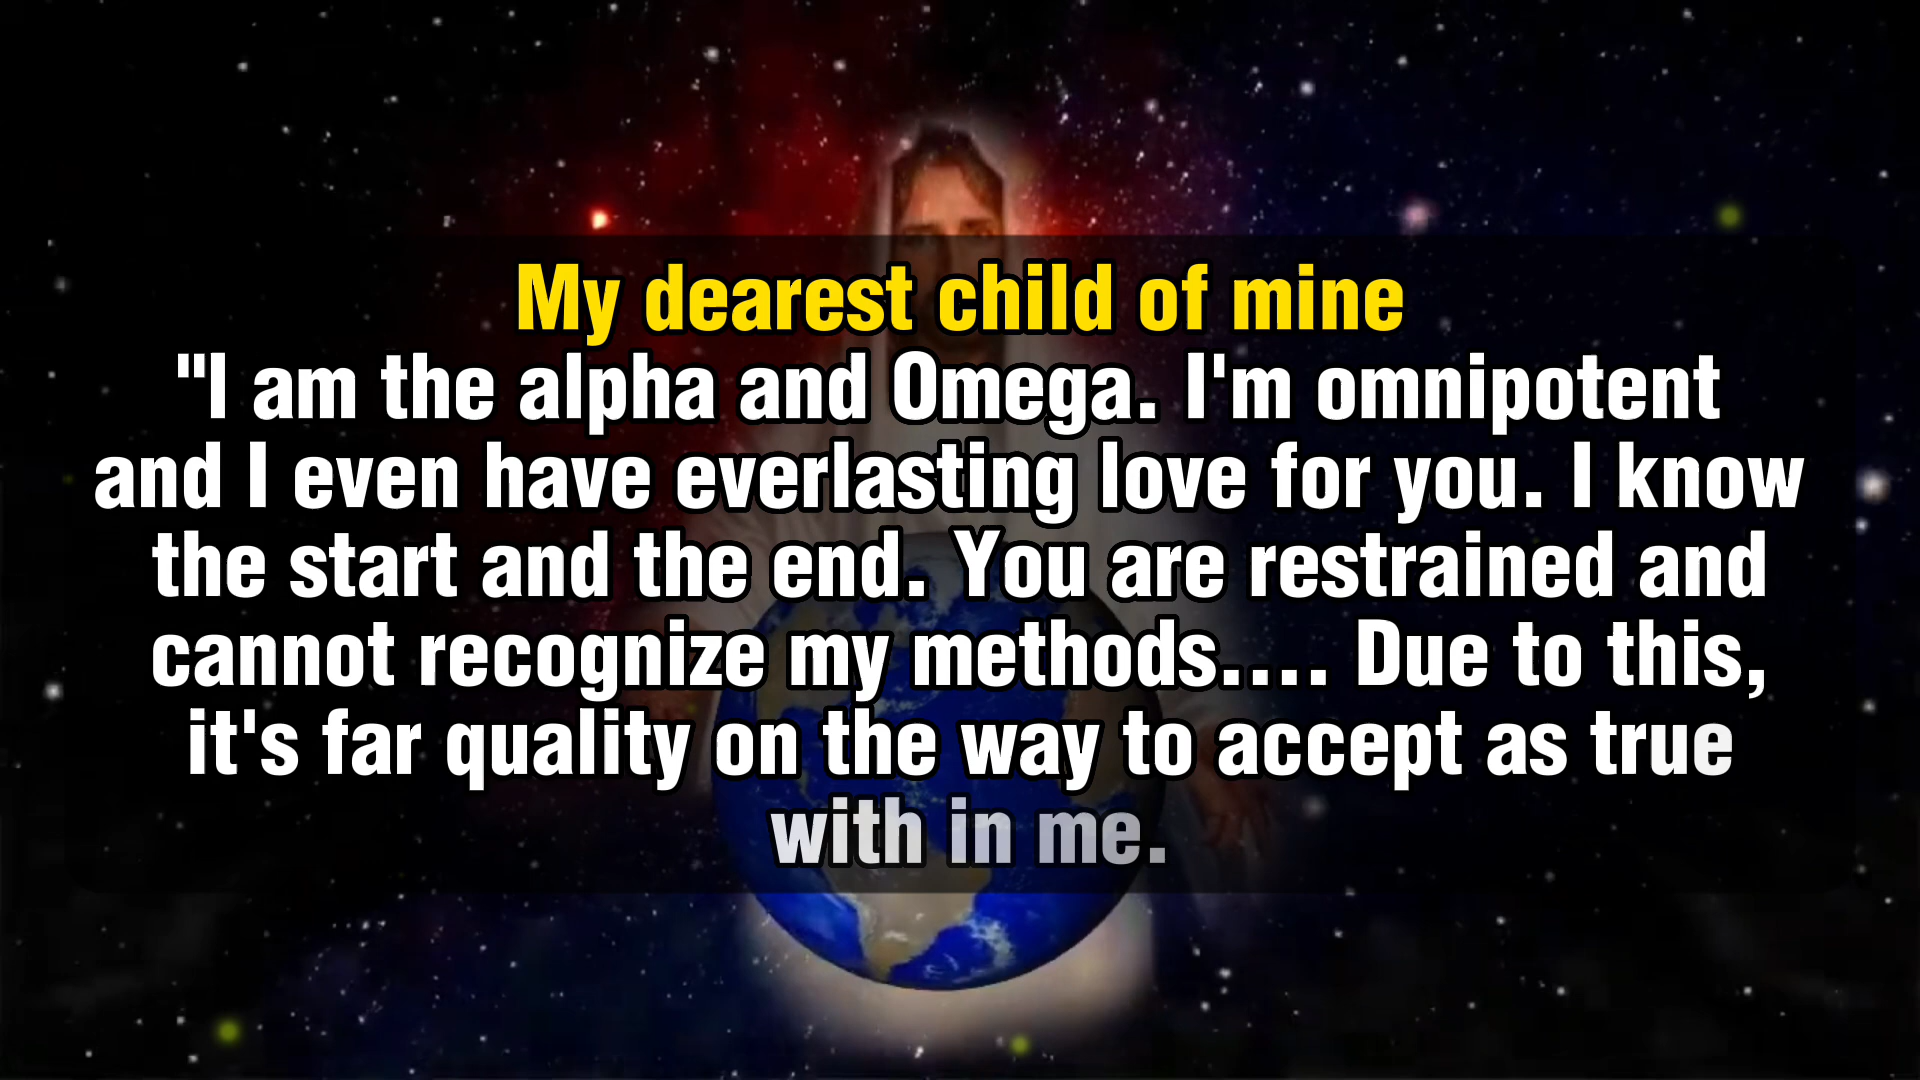 My dearest child of mine
"I am the alpha and Omega. I'm omnipotent
and I even have everlasting love for you. I know
the start and the end. You are restrained and
cannot recognize my methods.... Due to this,
it's far quality on the way to accept as true
with in me.